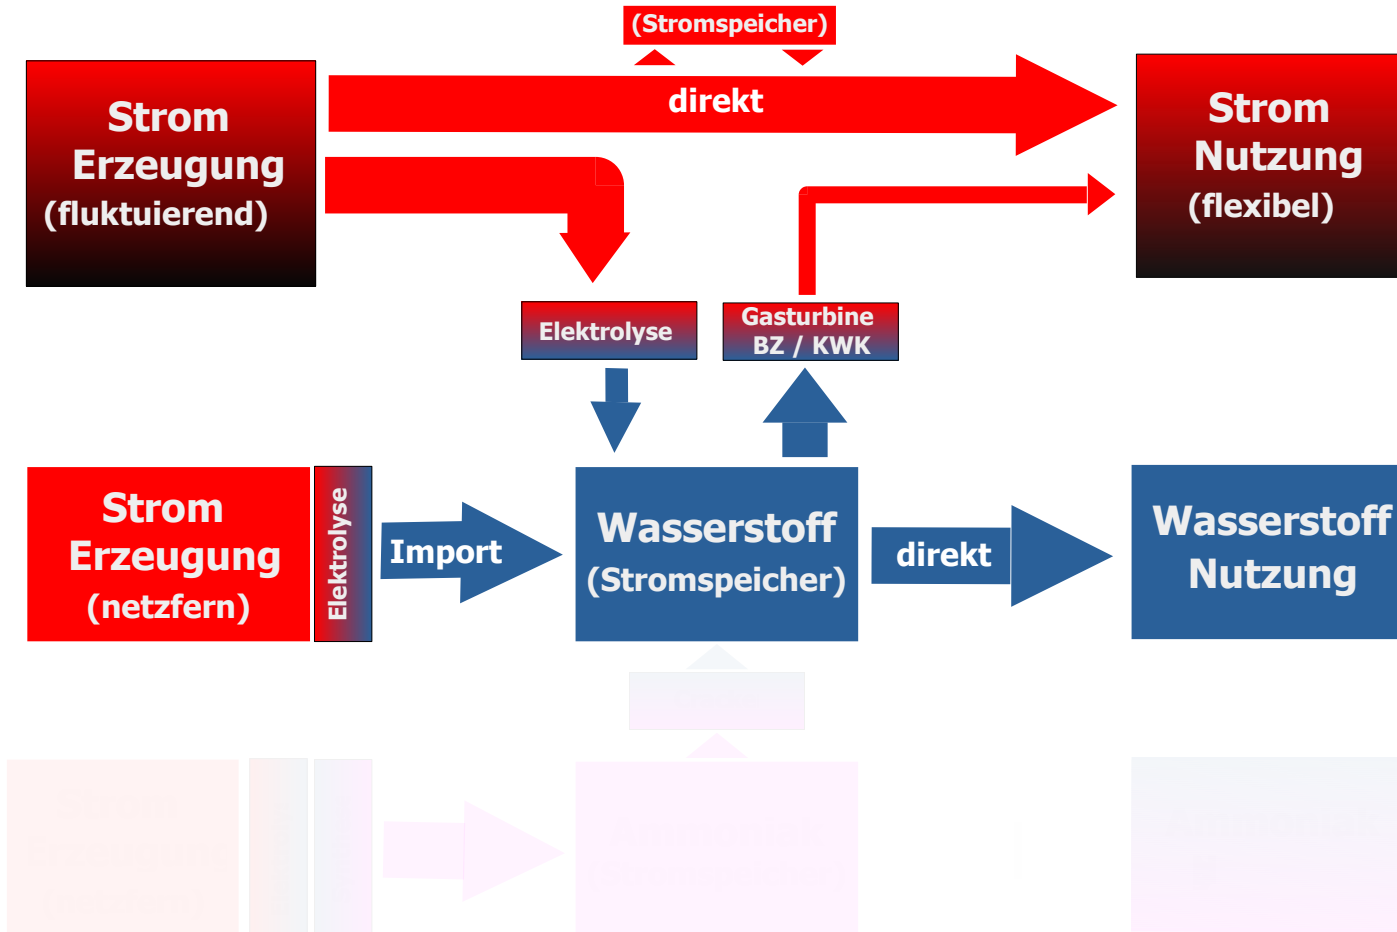 (Stromspeicher)
direkt
Strom
Erzeugung
(fluktuierend)
Strom
Nutzung
(flexibel)
Elektrolyse
Gasturbine
BZ / KWK
Strom
Erzeugung
(netzfern)
Elektrolyse
Import
Wasserstoff
(Stromspeicher)
direkt
Wasserstoff
Nutzung